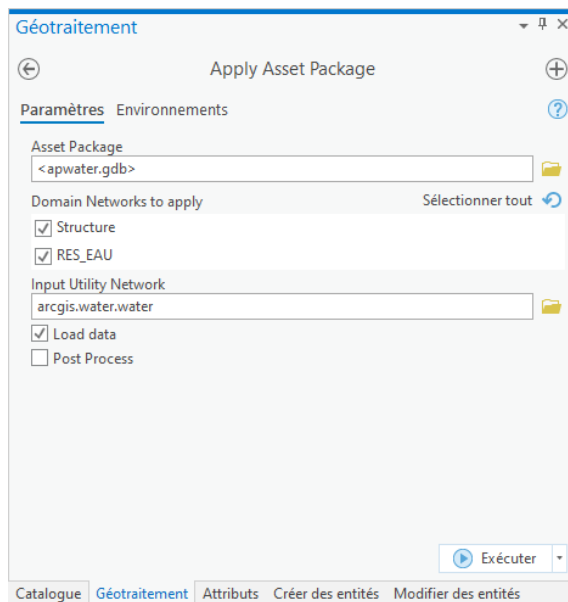 Géotraitement
Apply Asset Package
Paramètres Environnements
Asset Package
<apwater.gdb>
Domain Networks to apply Sélectionner tout
Structure
RES_EAU
Input Utility Network
arcgis.water.water
Load data
Post Process
Exécuter
Catalogue Géotraitement Attributs Créer des entités Modifier des entités